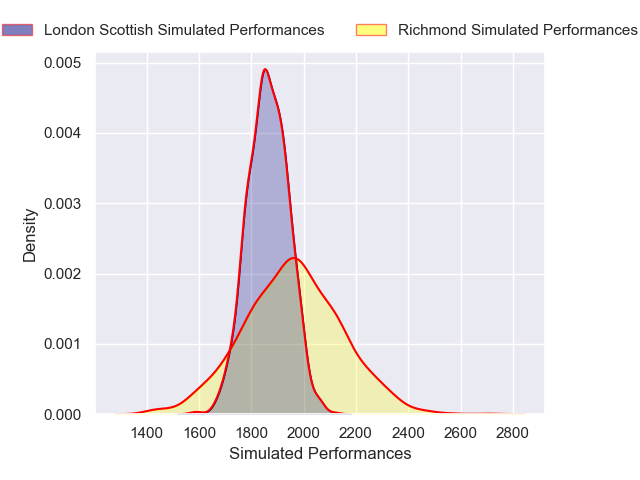 London Scottish Simulated Performances
Richmond Simulated Performances
0.005
0.004
0.003
0.002
0.001
0.000
Density
1400 1600 1800 2000 2200 2400 2600 2800
Simulated Performances